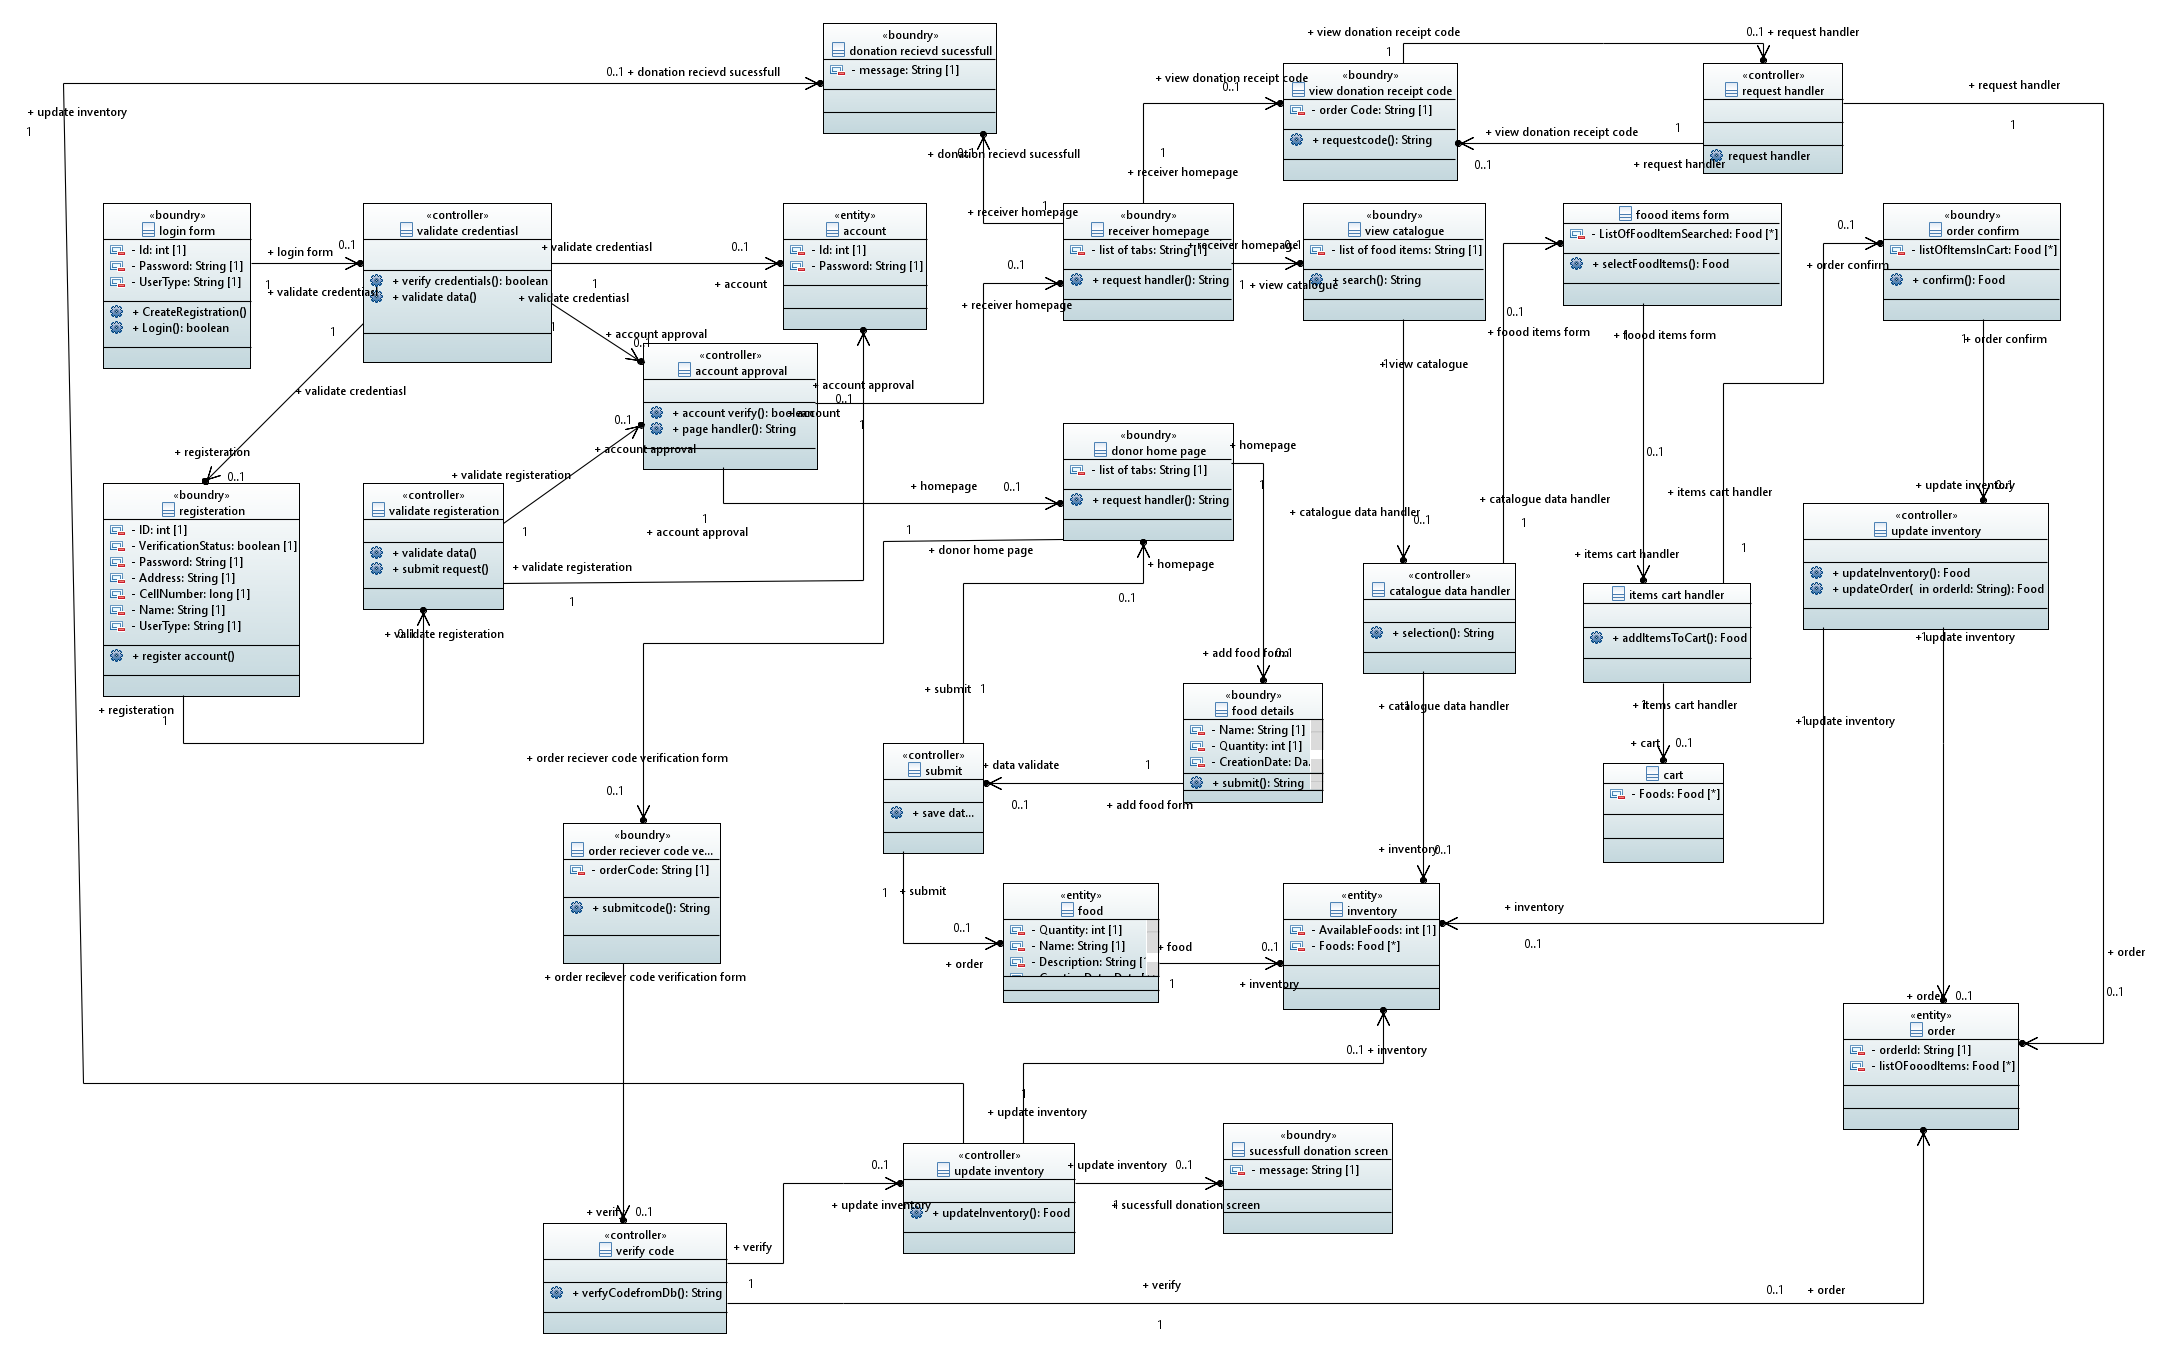 «boundry»
donation recievd sucessfull
- message: String [1]
0..1 + donation recievd sucessfull
+ update inventory
1
+ donation recievd sucessfull
0..1
+ view donation receipt code
1
0..1 + request handler
+ view donation receipt code
0..1
«boundry»
view donation receipt code
- order Code: String [1]
+ requestcode(): String
«controller»
request handler
request handler
+ request handler
1
+ view donation receipt code
1
0..1
+ request handler
1
+ receiver homepage
+ receiver homepage
1
«boundry»
login form
- Id: int [1]
- Password: String [1]
- UserType: String [1]
+ CreateRegistration()
+ Login(): boolean
+ login form
0..1
1
+ validate credentiasl
«controller»
validate credentiasl
+ verify credentials(): boolean
+ validate data()
+ validate credentiasl
0..1
1
+ account
+ validate credentiasl
1
+ account approval
0..1
«entity»
account
- Id: int [1]
- Password: String [1]
«boundry»
receiver homepage
- list of tabs: String [1]
+ request handler(): String
0..1
+ receiver homepage
+ receiver homepage
0..1
1
+ view catalogue
«boundry»
view catalogue
- list of food items: String [1]
+ search(): String
foood items form
- ListOfFoodItemSearched: Food [*]
+ selectFoodItems(): Food
«boundry»
order confirm
- listOfItemsInCart: Food [*]
+ confirm(): Food
0..1
+ order confirm
0..1
+ foood items form
1
+ foood items form
1
+ order confirm
1
+ view catalogue
1
+ validate credentiasl
+ registeration
0..1
«controller»
account approval
+ account verify(): boolean
+ page handler(): String
+ account approval
0..1
+ account
1
0..1
+ account approval
+ validate registeration
1
«boundry»
registeration
- ID: int [1]
- VerificationStatus: boolean [1]
- Password: String [1]
- Address: String [1]
- CellNumber: long [1]
- Name: String [1]
- UserType: String [1]
+ register account()
«controller»
validate registeration
+ validate data()
+ submit request()
+ validate registeration
1
0..1
+ validate registeration
+ registeration
1
+ homepage
0..1
1
+ account approval
«boundry»
donor home page
- list of tabs: String [1]
+ request handler(): String
+ homepage
1
1
+ donor home page
+ homepage
0..1
+ catalogue data handler
0..1
+ catalogue data handler
1
0..1
+ items cart handler
+ items cart handler
1
+ update inventory
0..1
«controller»
update inventory
+ updateInventory(): Food
+ updateOrder( in orderId: String): Food
1
+ update inventory
1
+ update inventory
«controller»
catalogue data handler
+ selection(): String
1
+ catalogue data handler
items cart handler
+ addItemsToCart(): Food
1
+ items cart handler
+ cart
0..1
cart
- Foods: Food [*]
+ add food form
0..1
«boundry»
food details
- Name: String [1]
- Quantity: int [1]
- CreationDate: Da.
+ submit(): String
+ submit
1
«controller»
submit
+ save dat...
+ data validate
1
0..1
+ add food form
+ order reciever code verification form
0..1
«boundry»
order reciever code ve...
- orderCode: String [1]
+ submitcode(): String
+ order reciever code verification form
1
1
+ submit
0..1
+ order
«entity»
food
- Quantity: int [1]
- Name: String [1]
- Description: String [
+ food
0..1
1
+ inventory
+ inventory
0..1
«entity»
inventory
- AvailableFoods: int [1]
- Foods: Food [*]
+ inventory
0..1
+ order
0..1
+ order
0..1
«entity»
order
- orderId: String [1]
- listOFooodItems: Food [*]
0..1 + inventory
1
+ update inventory
«controller»
update inventory
+ updateInventory(): Food
+ update inventory
0..1
1
+ sucessfull donation screen
«boundry»
sucessfull donation screen
- message: String [1]
0..1
+ update inventory
+ verify
0..1
«controller»
verify code
+ verfyCodefromDb(): String
+ verify
1
+ verify
1
0..1
+ order